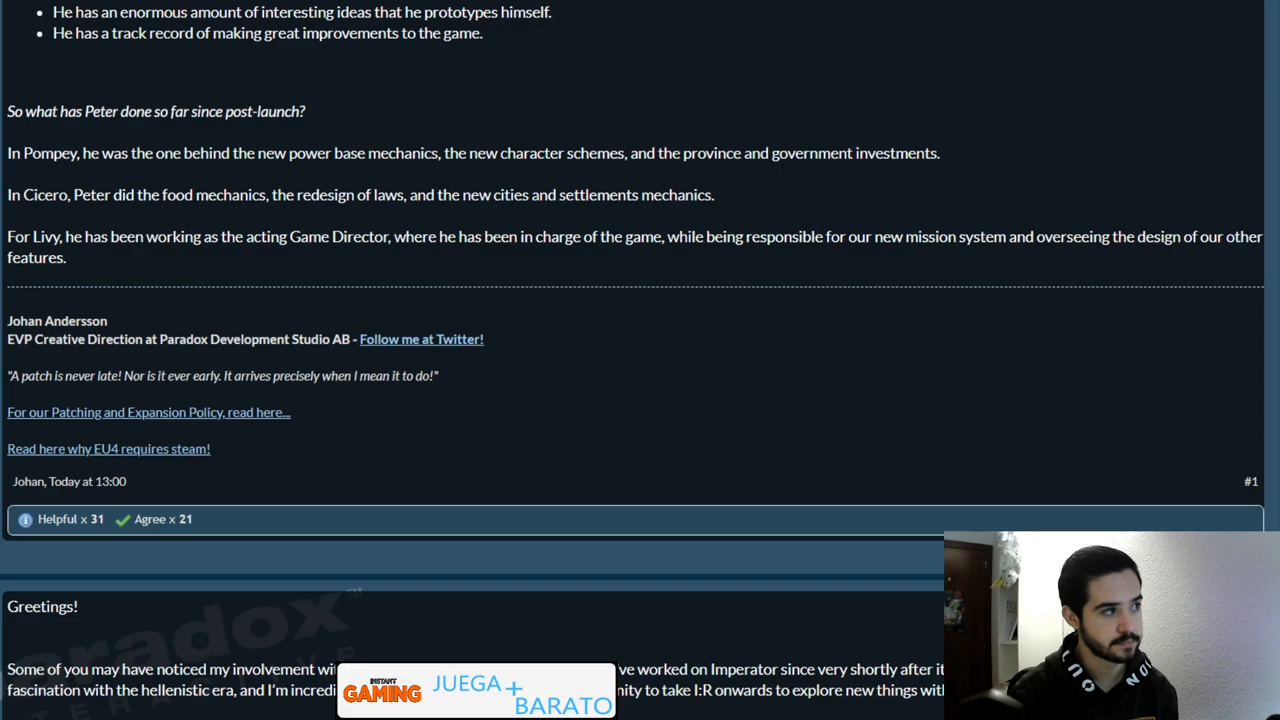 He has an enormous amount of interesting ideas that he prototypes himself.
He has a track record of making great improvements to the game.
So what has Peter done so far since post-launch?
In Pompey, he was the one behind the new power base mechanics, the new character schemes, and the province and government investments.
In Cicero, Peter did the food mechanics, the redesign of laws, and the new cities and settlements mechanics.
For Livy, he has been working as the acting Game Director, where he has been in charge of the game, while being responsible for our new mission system and overseeing the design of our other
features.
Johan Andersson
EVP Creative Direction at Paradox Development Studio AB - Follow me at Twitter!
"A patch is never late! Nor is it ever early. It arrives precisely when I mean it to do!"
For our Patching and Expansion Policy, read here...
Read here why EU4 requires steam!
Johan, Today at 13:00 #1
Helpful x 31 Agree x 21
Greetings!
Some of you may have noticed my involvement worked on Imperator since very shortly after
fascination with the hellenistic era, and I'm to take I:R onwards to explore new things
INSTANT
GAMING
JUEGA+
BARATO